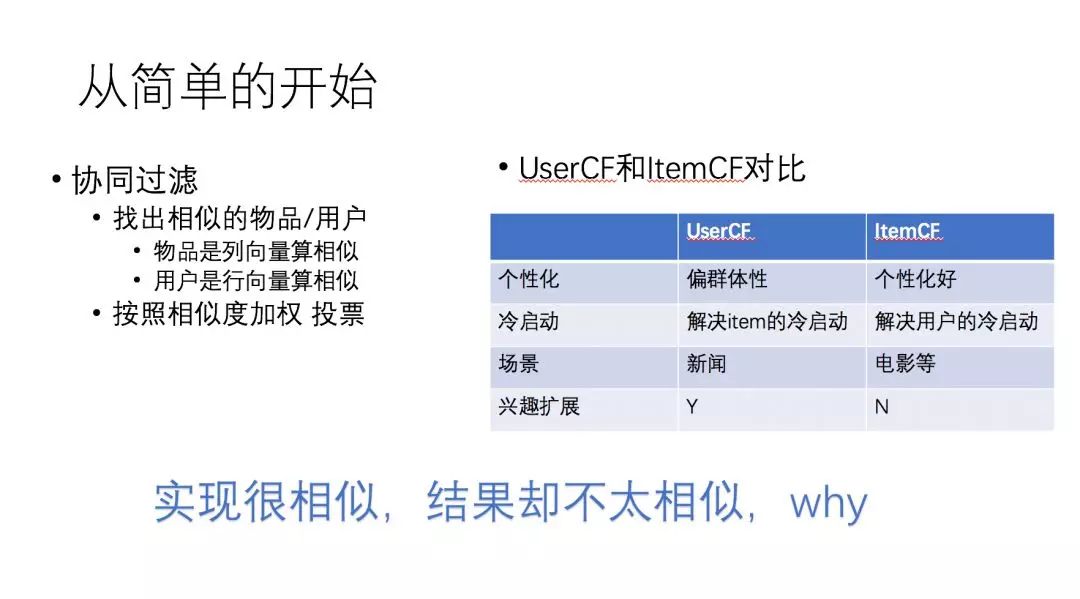 从简单的开始
• 协同过滤
• 找出相似的物品/用户
• 物品是列向量算相似
• 用户是行向量算相似
• 按照相似度加权 投票
• UserCF和ItemCF对比
UserCF ItemCF
个性化 偏群体性 个性化好
冷启动 解决item的冷启动 解决用户的冷启动
场景 新闻 电影等
兴趣扩展 Y N
实现很相似，结果却不太相似，why